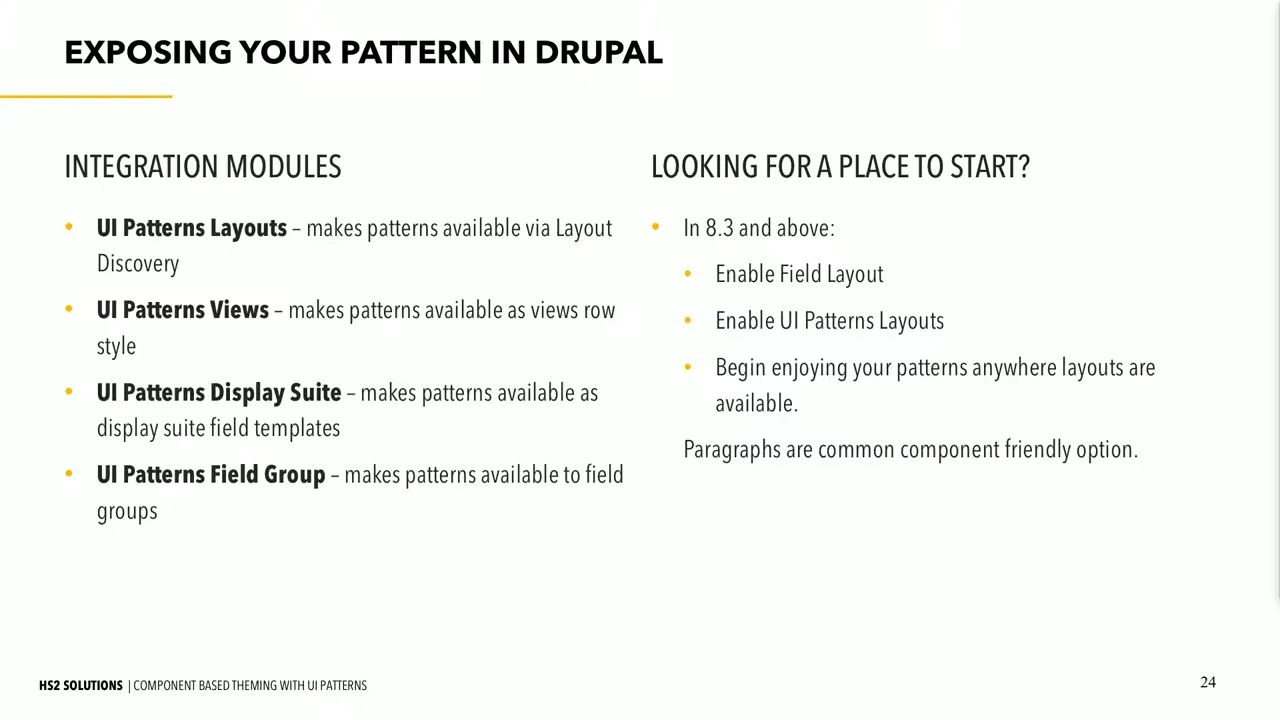 EXPOSING YOUR PATTERN IN DRUPAL
INTEGRATION MODULES
• UI Patterns Layouts – makes patterns available via Layout
Discovery
• UI Patterns Views – makes patterns available as views row
style
• UI Patterns Display Suite – makes patterns available as
display suite field templates
• UI Patterns Field Group – makes patterns available to field
groups
LOOKING FOR A PLACE TO START?
• In 8.3 and above:
• Enable Field Layout
• Enable UI Patterns Layouts
• Begin enjoying your patterns anywhere layouts are
available.
Paragraphs are common component friendly option.
HS2 SOLUTIONS | COMPONENT BASED THEMING WITH UI PATTERNS
24